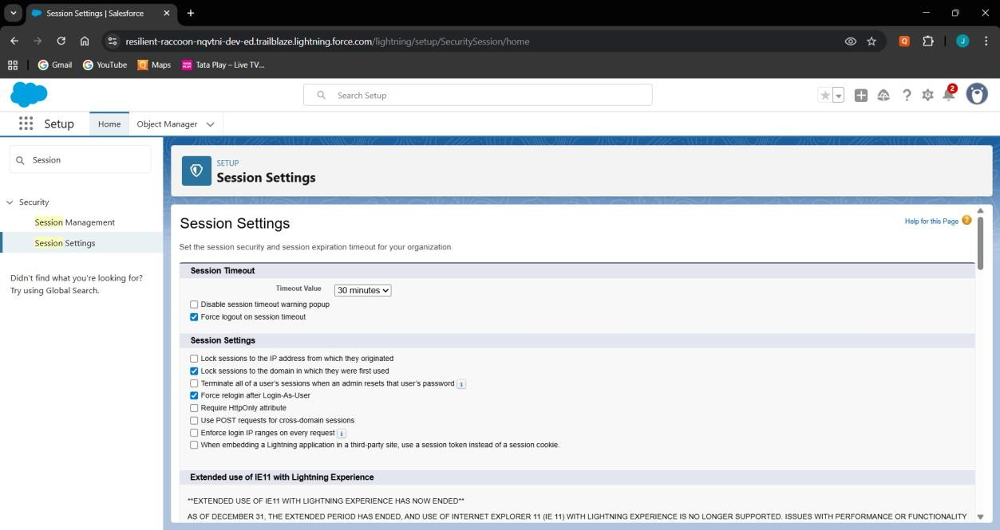 Session Settings | Salesforce
resilient-raccoon-nqvtni-dev-ed.trailblaze.lightning.force.com/lightning/setup/SecuritySession/home
Q
J
Gmail
YouTube
Maps
TATA PLAY
Tata Play – Live TV...
Search Setup
2
Setup
Home
Object Manager
Session
Security
Session Management
Session Settings
Didn't find what you're looking for?
Try using Global Search.
SETUP
Session Settings
Session Settings
Help for this Page
Set the session security and session expiration timeout for your organization.
Session Timeout
Timeout Value 30 minutes
Disable session timeout warning popup
Force logout on session timeout
Session Settings
Lock sessions to the IP address from which they originated
Lock sessions to the domain in which they were first used
Terminate all of a user's sessions when an admin resets that user's password i
Force relogin after Login-As-User
Require HttpOnly attribute
Use POST requests for cross-domain sessions
Enforce login IP ranges on every request i
When embedding a Lightning application in a third-party site, use a session token instead of a session cookie.
Extended use of IE11 with Lightning Experience
**EXTENDED USE OF IE11 WITH LIGHTNING EXPERIENCE HAS NOW ENDED**
AS OF DECEMBER 31, THE EXTENDED PERIOD HAS ENDED, AND USE OF INTERNET EXPLORER 11 (IE 11) WITH LIGHTNING EXPERIENCE IS NO LONGER SUPPORTED. ISSUES WITH PERFORMANCE OR FUNCTIONALITY